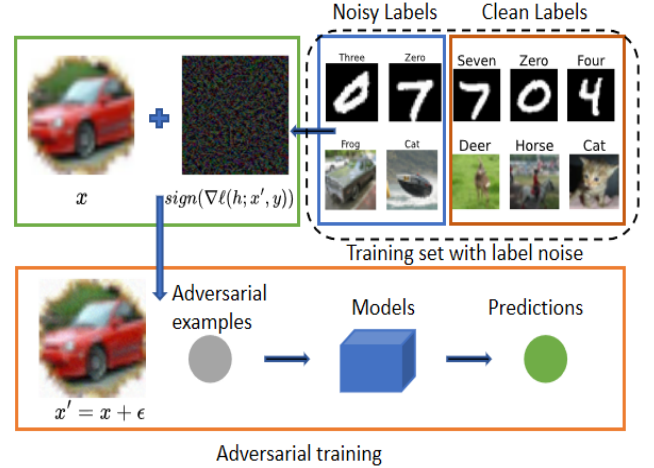 Noisy Labels
Clean Labels
Three
Zero
Seven
Zero
Four
Frog
Cat
Deer
Horse
Cat
x
sign(∇ℓ(h; x′, y))
Training set with label noise
Adversarial
examples
Models
Predictions
x′ = x + ϵ
Adversarial training